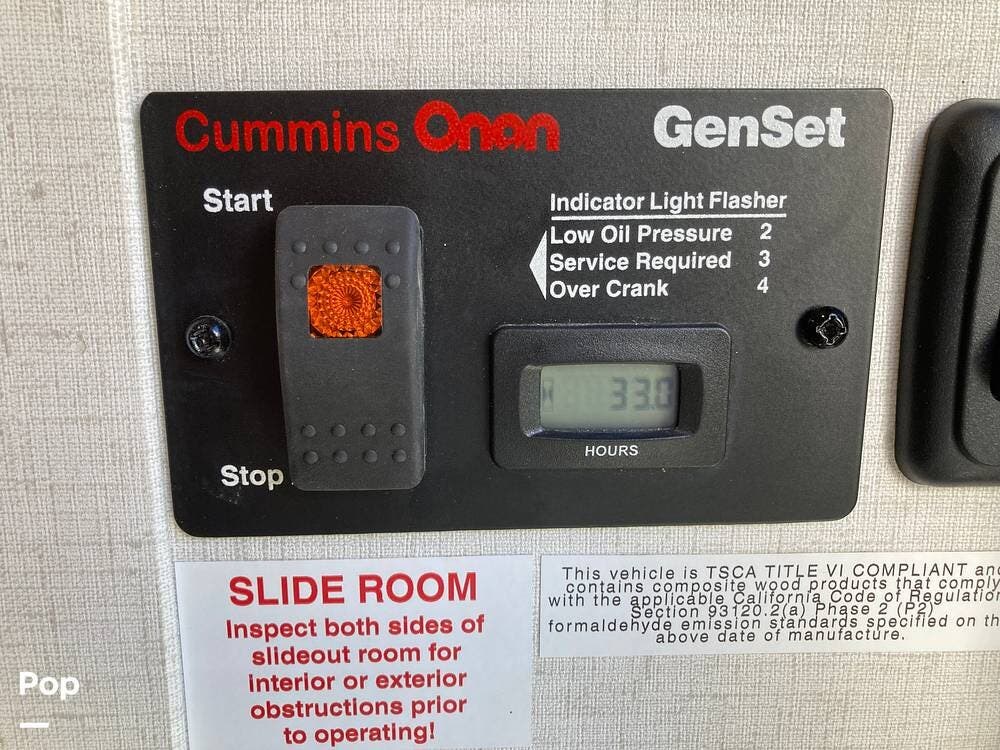 Cummins Onan GenSet
Start
Indicator Light Flasher
Low Oil Pressure 2
Service Required 3
Over Crank 4
33.0
HOURS
Stop
SLIDE ROOM
Inspect both sides of
slideout room for
interior or exterior
obstructions prior
to operating!
This vehicle is TSCA TITLE VI COMPLIANT and
contains composite wood products that comply
with the applicable California Code of Regulation
Section 93120.2(a) Phase 2 (P2)
formaldehyde emission standards specified on th
above date of manufacture.
Pop